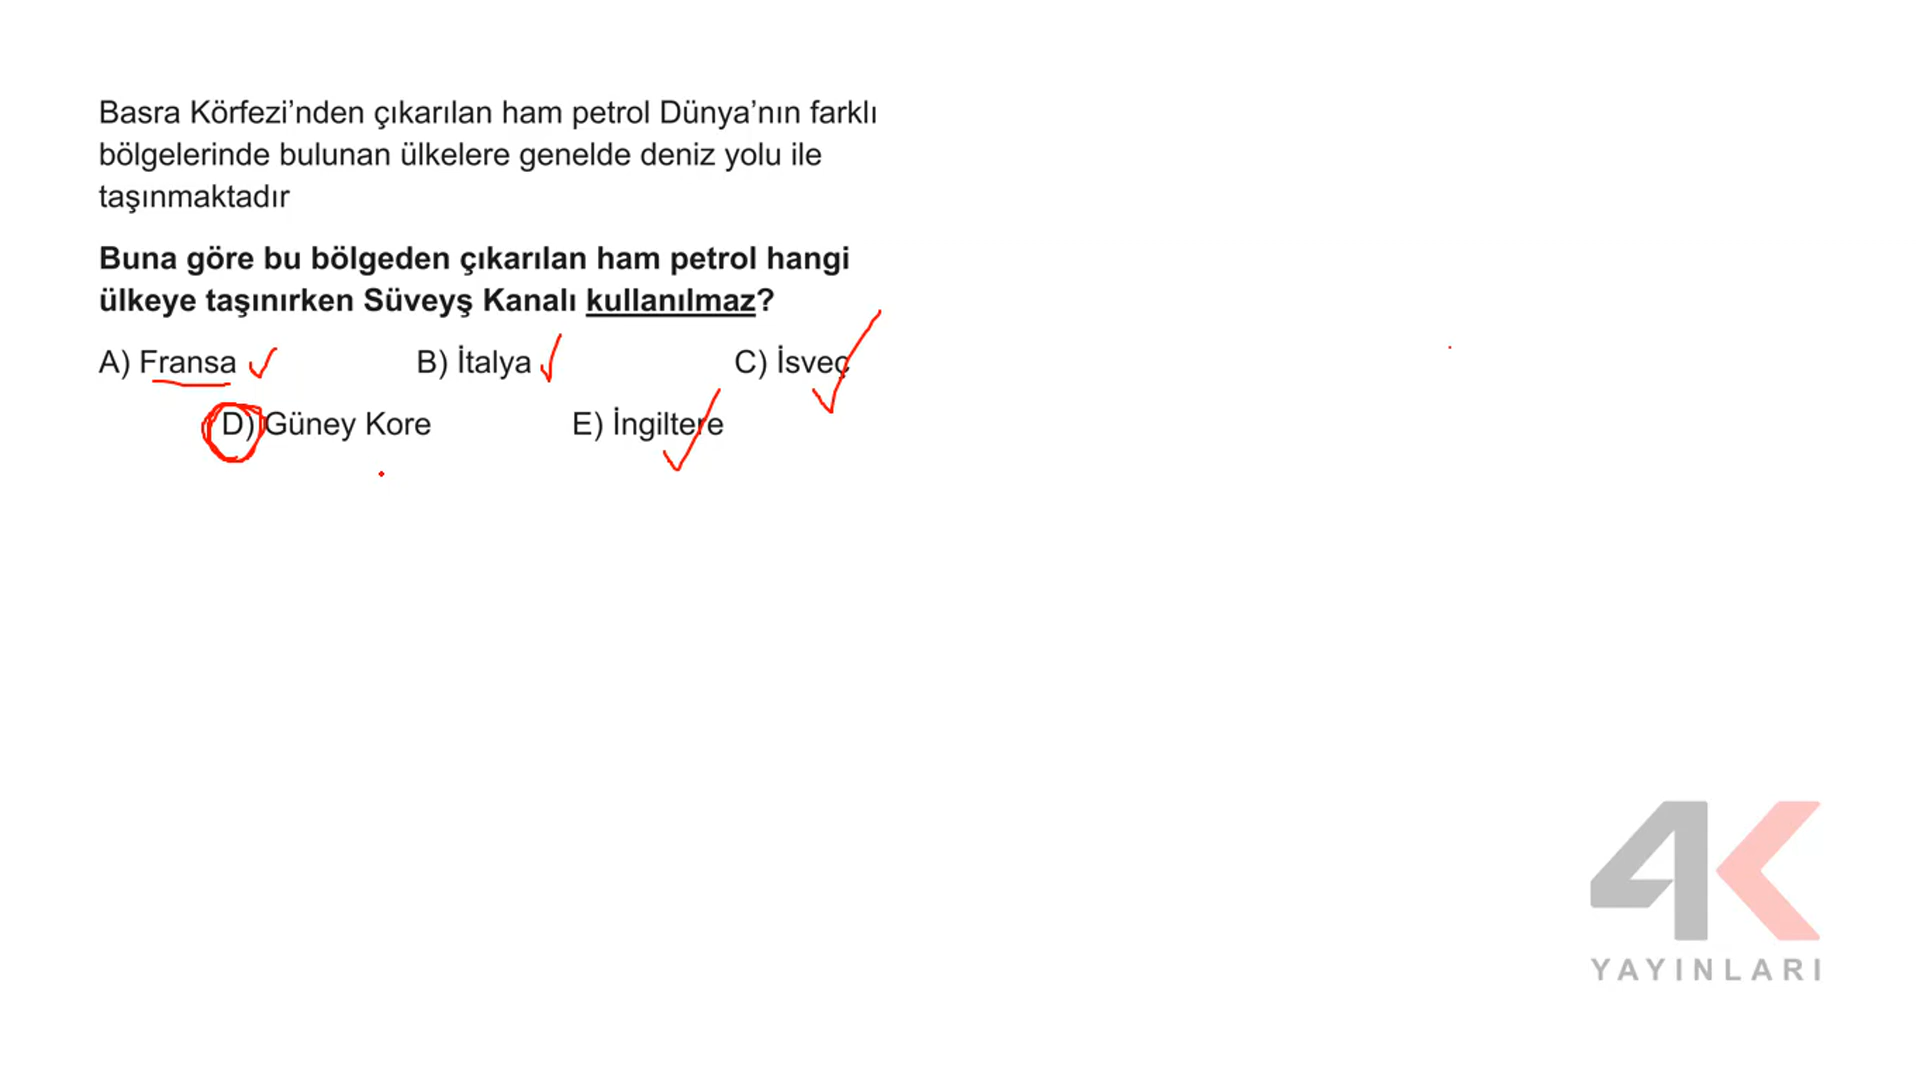 Basra Körfezi’nden çıkarılan ham petrol Dünya’nın farklı
bölgelerinde bulunan ülkelere genelde deniz yolu ile
taşınmaktadır
Buna göre bu bölgeden çıkarılan ham petrol hangi
ülkeye taşınırken Süveyş Kanalı kullanılmaz?
A) Fransa B) İtalya C) İsveç
D) Güney Kore E) İngiltere
4K
YAYINLARI